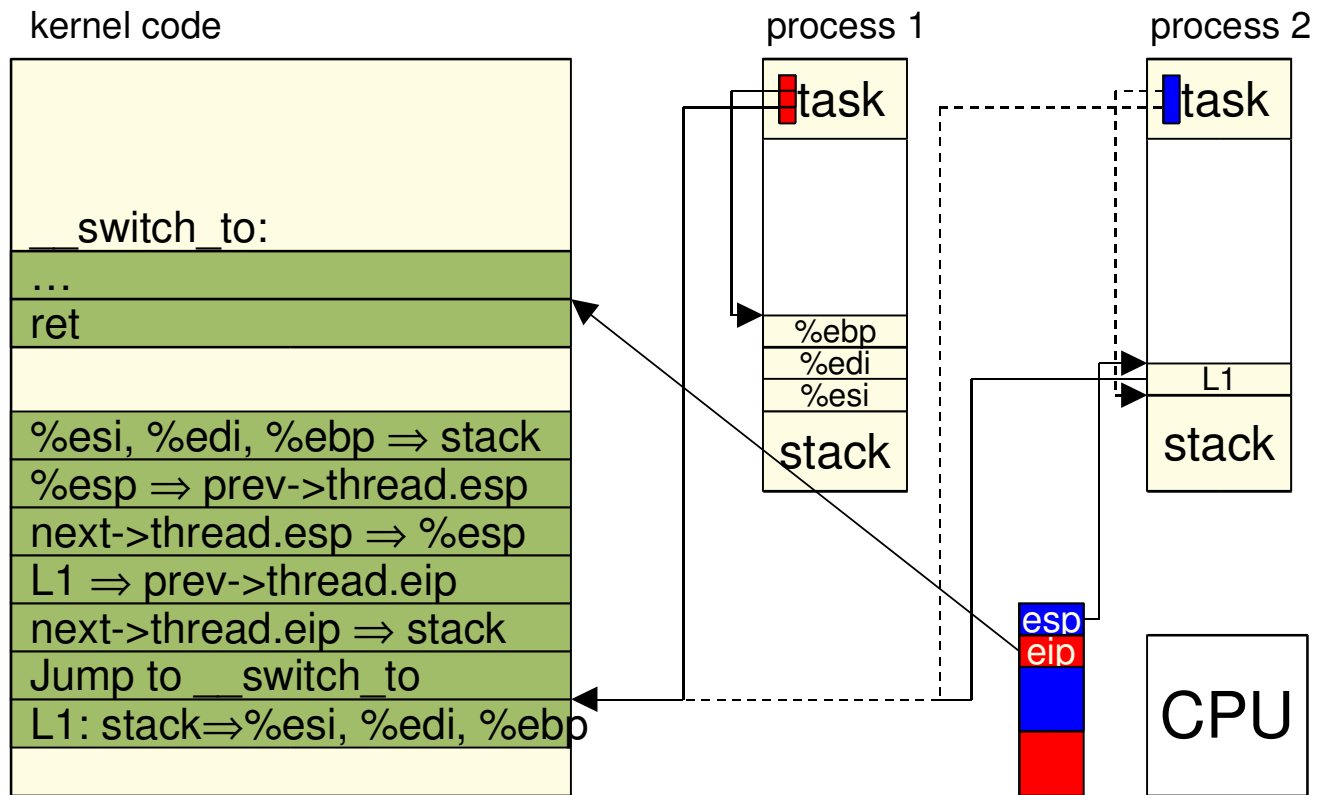 kernel code
process 1
process 2
task
task
__switch_to:
…
ret
%ebp
%edi
%esi
stack
L1
stack
%esi, %edi, %ebp ⇒ stack
%esp ⇒ prev->thread.esp
next->thread.esp ⇒ %esp
L1 ⇒ prev->thread.eip
next->thread.eip ⇒ stack
Jump to __switch_to
L1: stack⇒%esi, %edi, %ebp
esp
eip
CPU